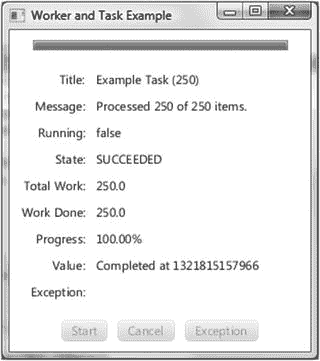 Worker and Task Example
Title: Example Task (250)
Message: Processed 250 of 250 items.
Running: false
State: SUCCEEDED
Total Work: 250.0
Work Done: 250.0
Progress: 100.00%
Value: Completed at 1321815157966
Exception:
Start Cancel Exception